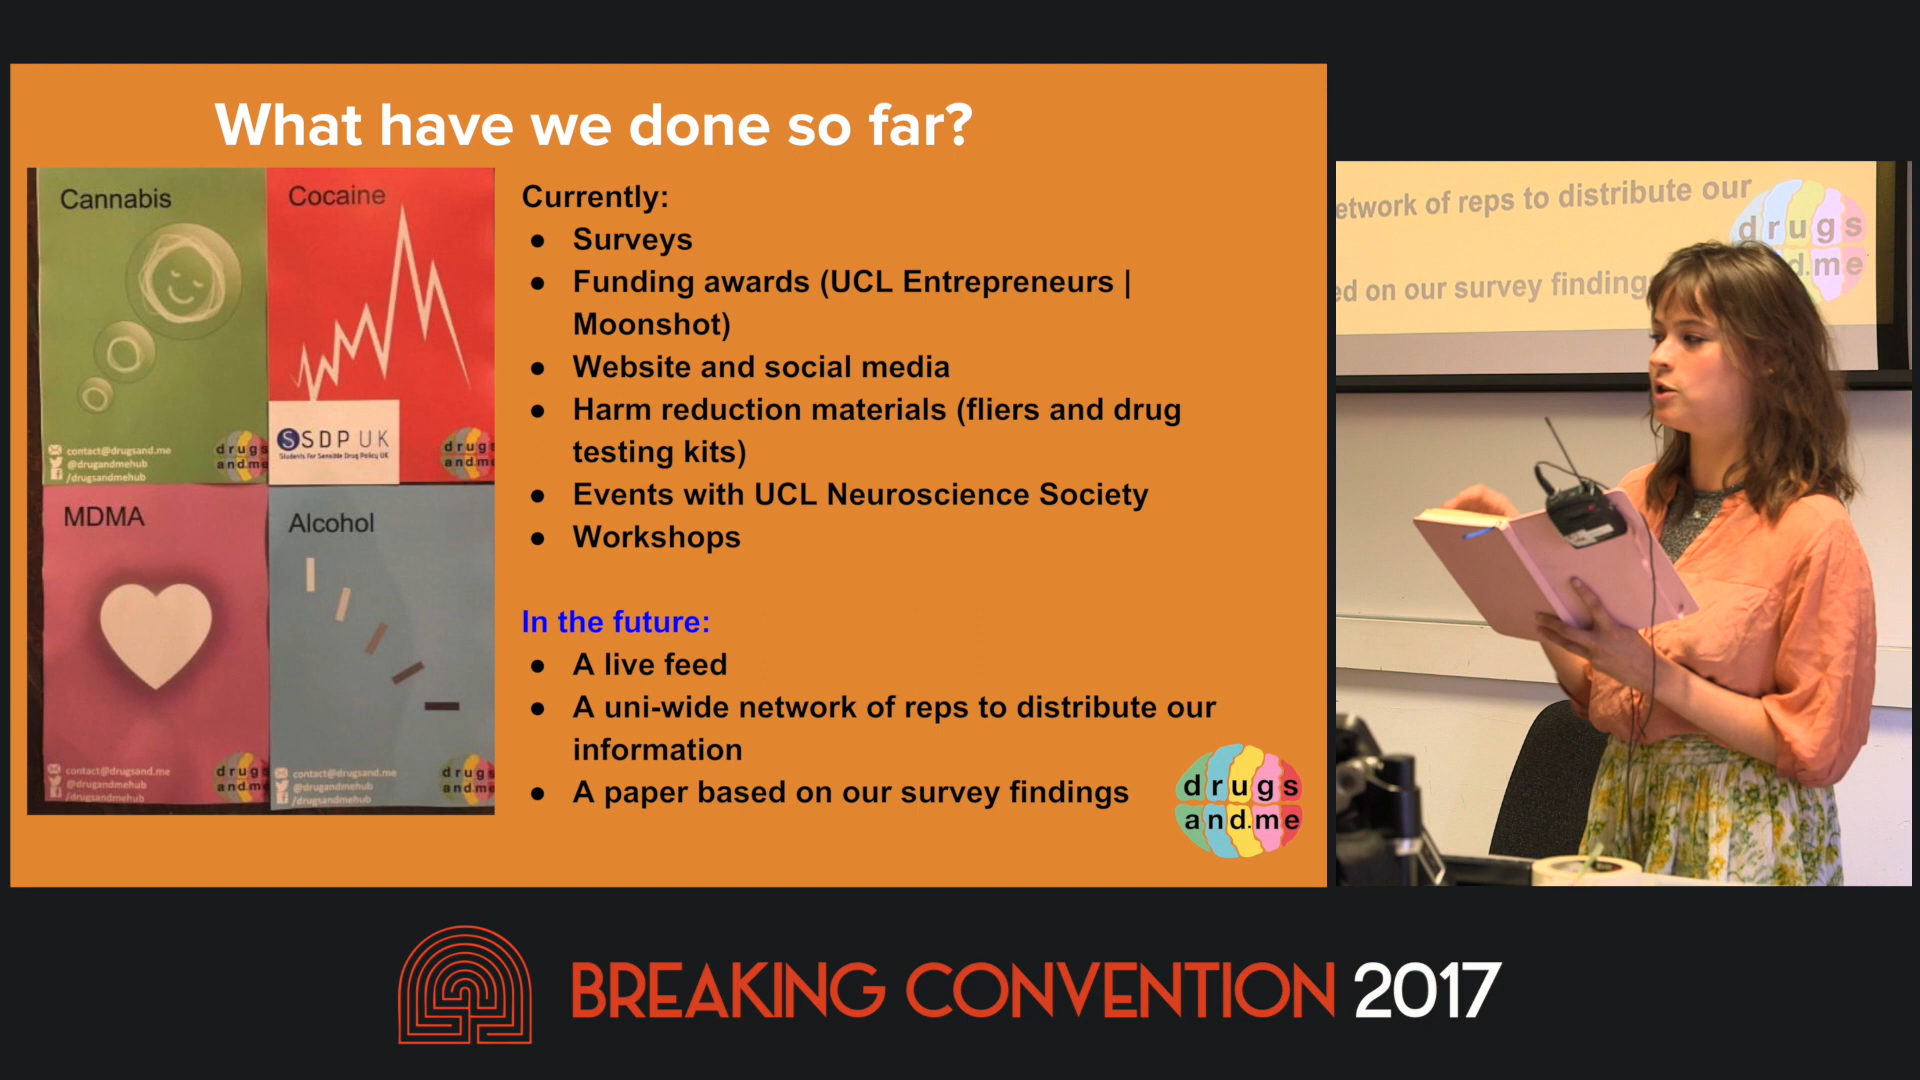 What have we done so far?
Cannabis
contact@drugsand.me
@drugandmehub
/drugsandmehub
drugs
and.me
Cocaine
SSDP UK
Students For Sensible Drug Policy UK
drugs
and.me
MDMA
contact@drugsand.me
@drugandmehub
/drugsandmehub
drugs
and.me
Alcohol
contact@drugsand.me
@drugandmehub
/drugsandmehub
drugs
and.me
Currently:
● Surveys
● Funding awards (UCL Entrepreneurs |
Moonshot)
● Website and social media
● Harm reduction materials (fliers and drug
testing kits)
● Events with UCL Neuroscience Society
● Workshops
In the future:
● A live feed
● A uni-wide network of reps to distribute our
information
● A paper based on our survey findings
drugs
and.me
etwork of reps to distribute our
ed on our survey finding
drugs
d.me
BREAKING CONVENTION 2017